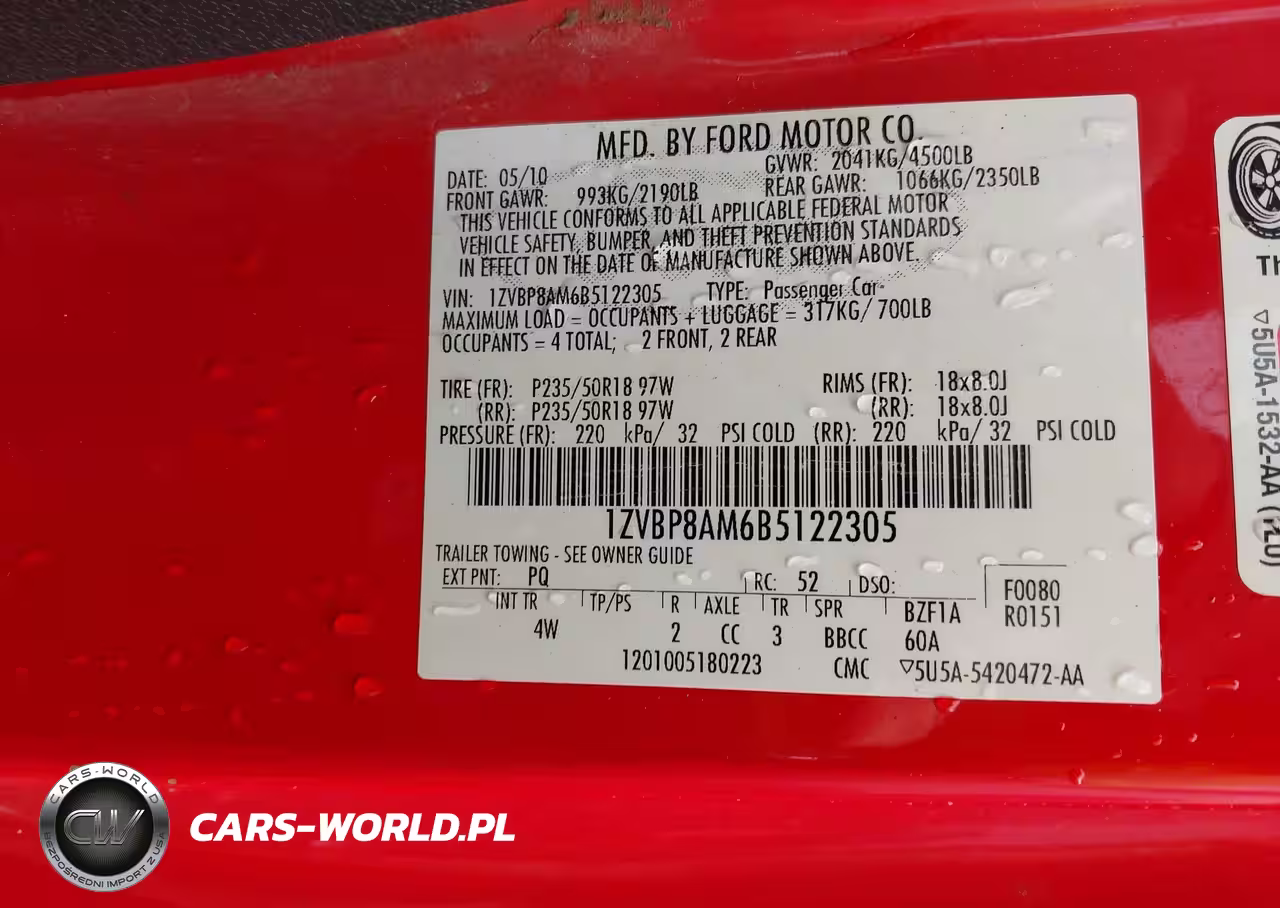 MFD. BY FORD MOTOR CO.
DATE: 05/10 GVWR: 2041KG/4500LB
FRONT GAWR: 993KG/2190LB REAR GAWR: 1066KG/2350LB
THIS VEHICLE CONFORMS TO ALL APPLICABLE FEDERAL MOTOR
VEHICLE SAFETY, BUMPER, AND THEFT PREVENTION STANDARDS
IN EFFECT ON THE DATE OF MANUFACTURE SHOWN ABOVE.
VIN: 1ZVBP8AM6B5122305 TYPE: Passenger Car
MAXIMUM LOAD = OCCUPANTS + LUGGAGE = 317KG/ 700LB
OCCUPANTS = 4 TOTAL; 2 FRONT, 2 REAR
TIRE (FR): P235/50R18 97W RIMS (FR): 18x8.0J
(RR): P235/50R18 97W (RR): 18x8.0J
PRESSURE (FR): 220 kPa/ 32 PSI COLD (RR): 220 kPa/ 32 PSI COLD
1ZVBP8AM6B5122305
TRAILER TOWING - SEE OWNER GUIDE
EXT PNT: PQ RC: 52 DSO: F0080
R0151
INT TR TP/PS R AXLE TR SPR BZF1A
4W 2 CC 3 BBCC 60A
1201005180223 CMC ▽5U5A-5420472-AA
Th
▽5U5A-1532-AA
CARS-WORLD
CW
BEZPOŚREDNI IMPORT Z USA
CARS-WORLD.PL